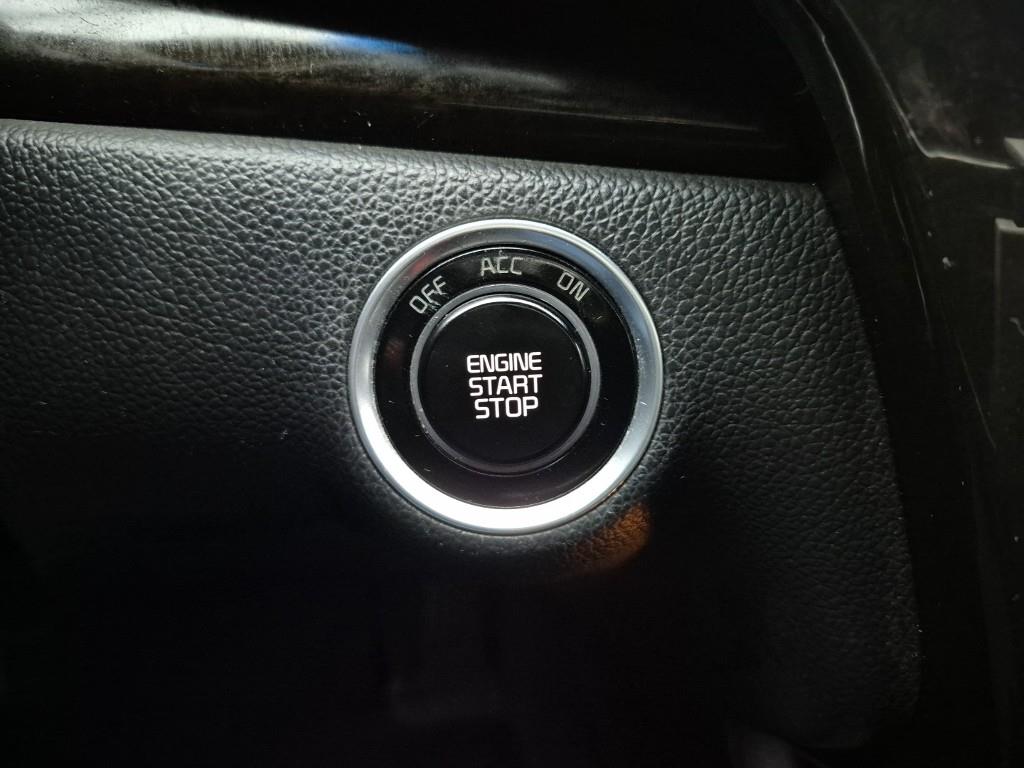 OFF ACC ON
ENGINE
START
STOP